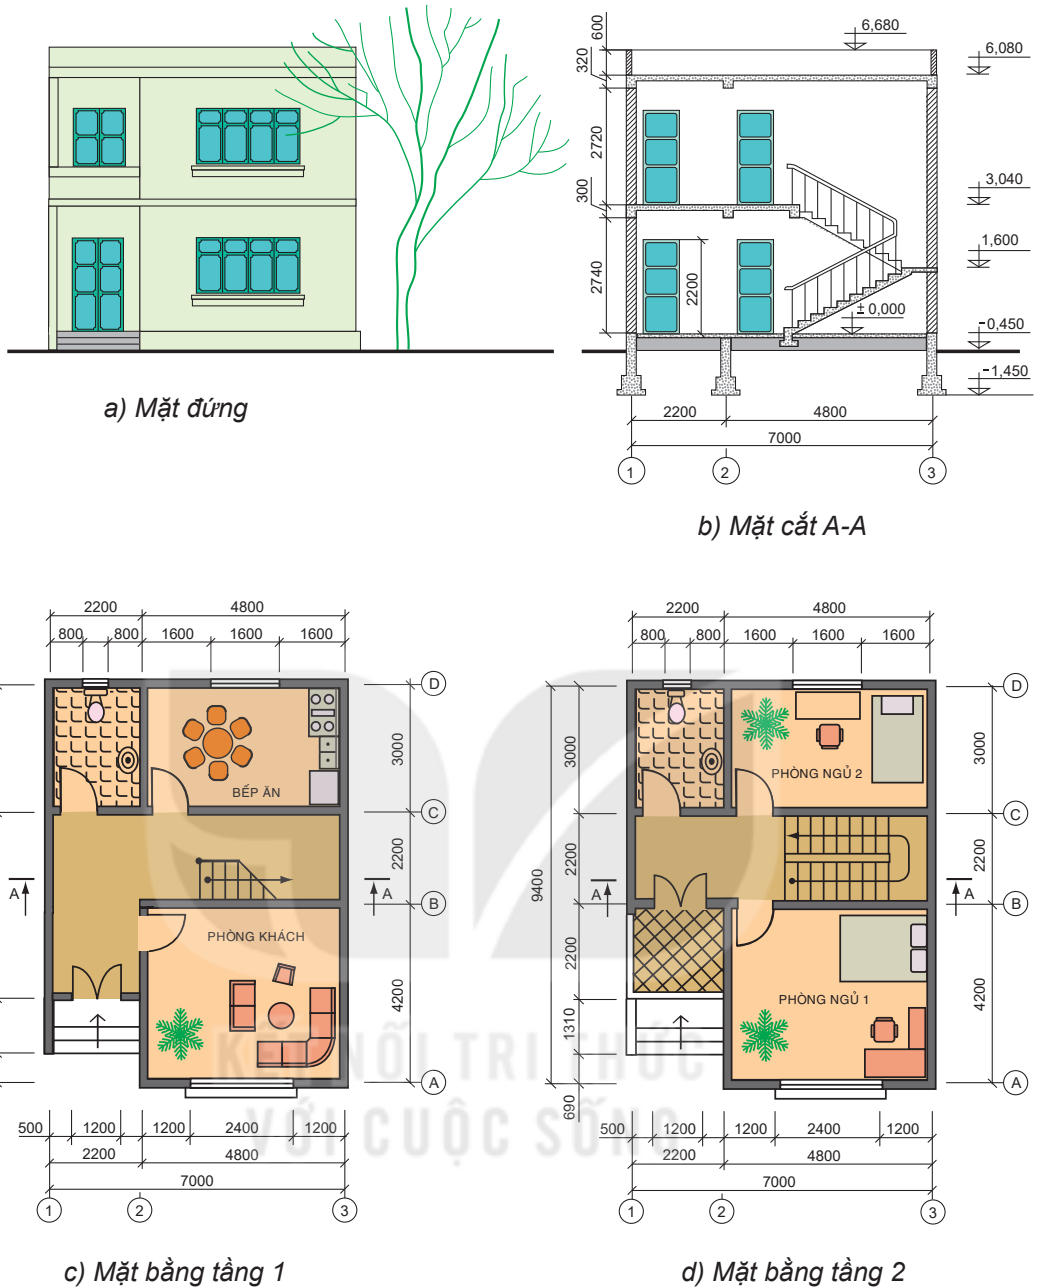 a) Mặt đứng
600
320
2720
300
2740
2200
6,680
6,080
3,040
1,600
± 0,000
-0,450
-1,450
2200 4800
7000
1 2 3
b) Mặt cắt A-A
2200 4800
800 800 1600 1600 1600
D
3000
BẾP ĂN
C
2200
A A
B
PHÒNG KHÁCH
4200
A
500 1200 1200 2400 1200
2200 4800
7000
1 2 3
c) Mặt bằng tầng 1
2200 4800
800 800 1600 1600 1600
D
3000 3000
PHÒNG NGỦ 2
C
9400
2200 2200
A A
B
2200
PHÒNG NGỦ 1
4200
1310
A
690
500 1200 1200 2400 1200
2200 4800
7000
1 2 3
d) Mặt bằng tầng 2
KẾT NỐI TRI THỨC
VỚI CUỘC SỐNG